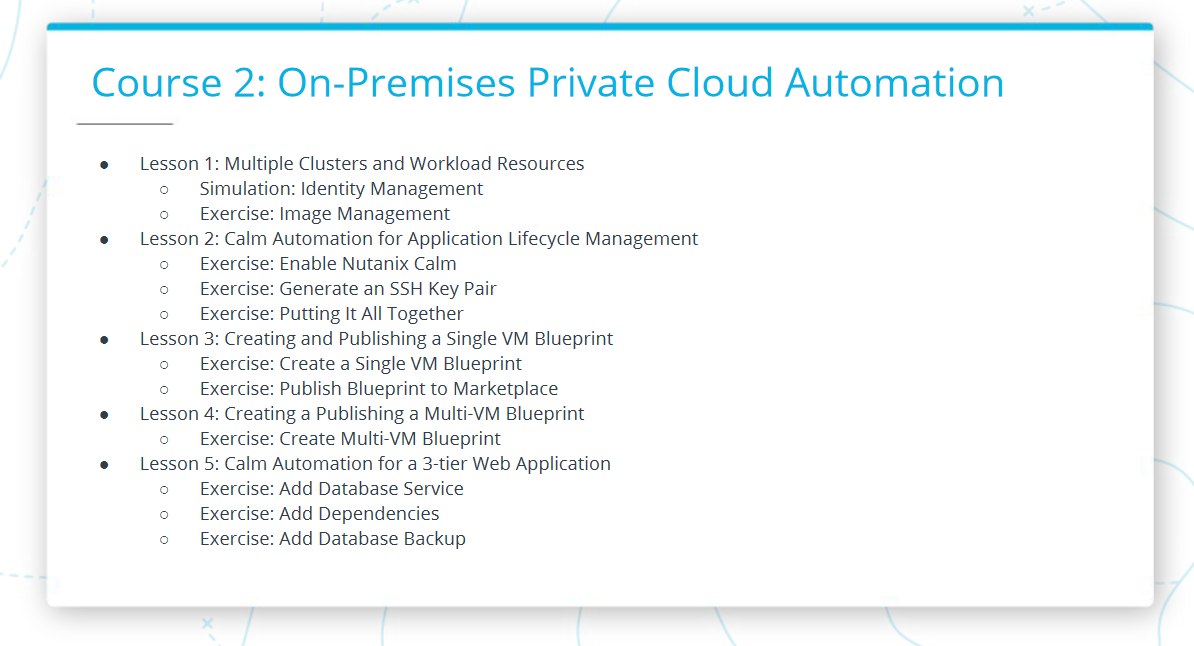 Course 2: On-Premises Private Cloud Automation
● Lesson 1: Multiple Clusters and Workload Resources
○ Simulation: Identity Management
○ Exercise: Image Management
● Lesson 2: Calm Automation for Application Lifecycle Management
○ Exercise: Enable Nutanix Calm
○ Exercise: Generate an SSH Key Pair
○ Exercise: Putting It All Together
● Lesson 3: Creating and Publishing a Single VM Blueprint
○ Exercise: Create a Single VM Blueprint
○ Exercise: Publish Blueprint to Marketplace
● Lesson 4: Creating a Publishing a Multi-VM Blueprint
○ Exercise: Create Multi-VM Blueprint
● Lesson 5: Calm Automation for a 3-tier Web Application
○ Exercise: Add Database Service
○ Exercise: Add Dependencies
○ Exercise: Add Database Backup